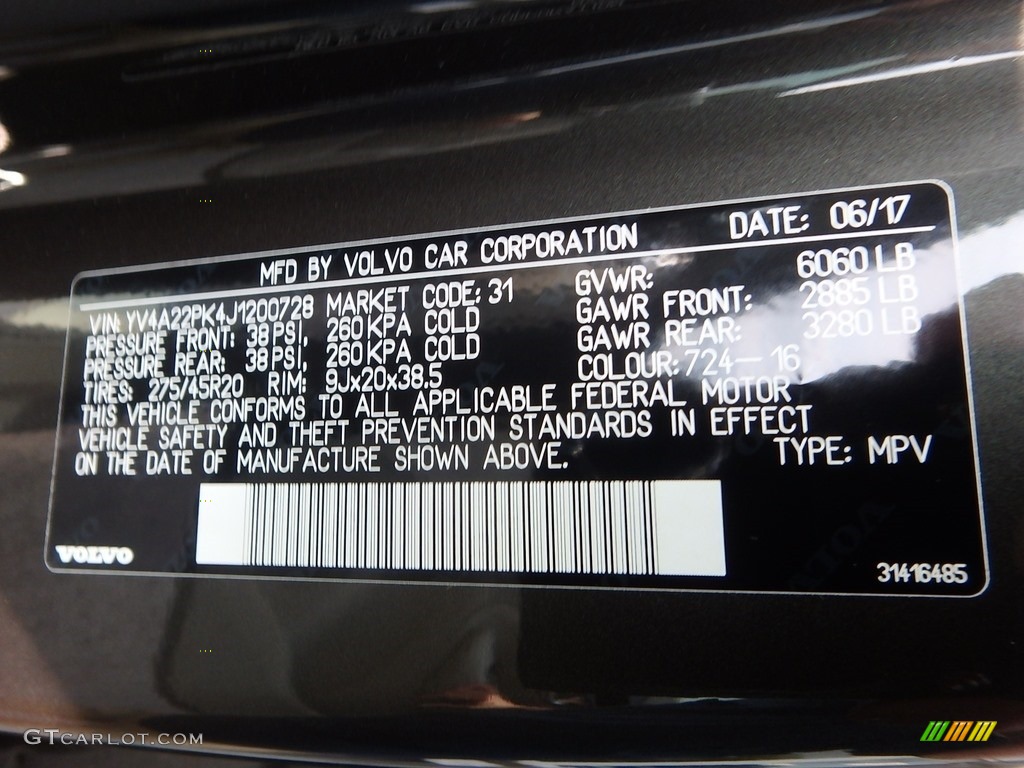 MFD BY VOLVO CAR CORPORATION DATE: 06/17
VIN: YV4A22PK4J1200728 MARKET CODE: 31 GVWR: 6060 LB
PRESSURE FRONT: 38 PSI, 260 KPA COLD GAWR FRONT: 2885 LB
PRESSURE REAR: 38 PSI, 260 KPA COLD GAWR REAR: 3280 LB
TIRES: 275/45R20 RIM: 9Jx20x38.5 COLOUR: 724-16
THIS VEHICLE CONFORMS TO ALL APPLICABLE FEDERAL MOTOR
VEHICLE SAFETY AND THEFT PREVENTION STANDARDS IN EFFECT
ON THE DATE OF MANUFACTURE SHOWN ABOVE. TYPE: MPV
VOLVO 31416485
GTCARLOT.COM